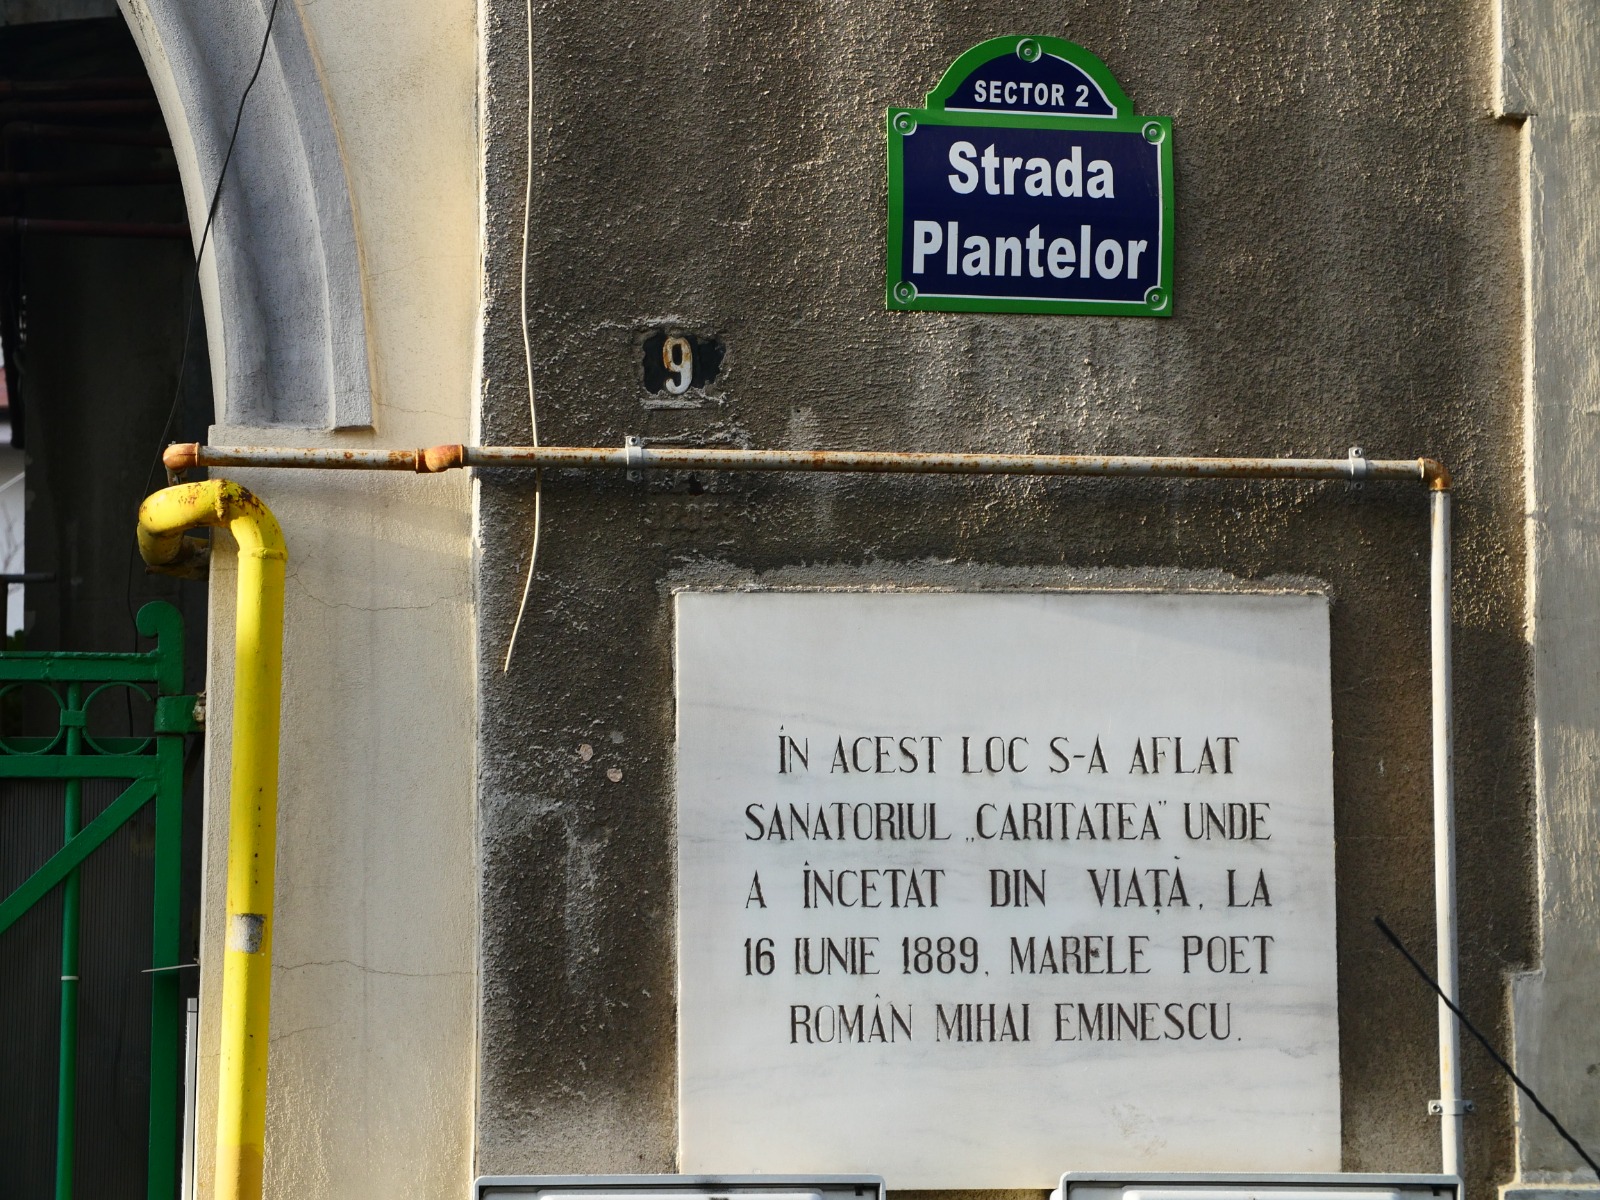 SECTOR 2
Strada
Plantelor
9
ÎN ACEST LOC S-A AFLAT
SANATORIUL „CARITATEA" UNDE
A ÎNCETAT DIN VIAȚĂ, LA
16 IUNIE 1889, MARELE POET
ROMÂN MIHAI EMINESCU.